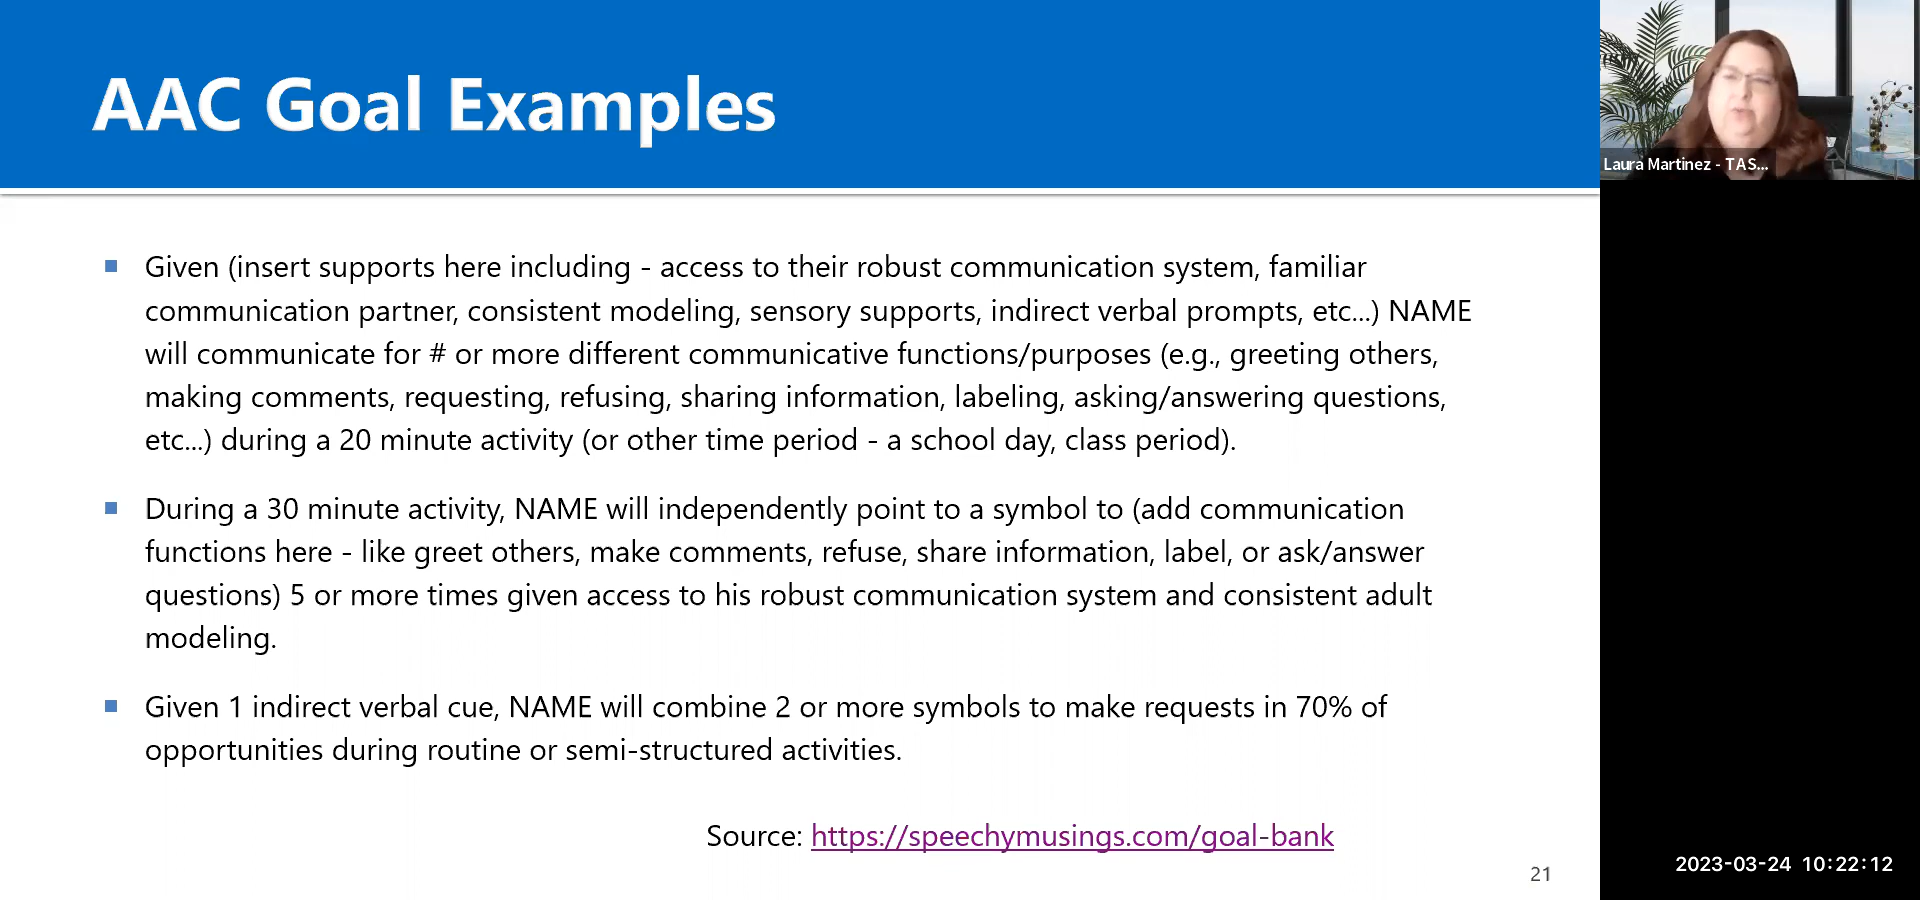 AAC Goal Examples
Laura Martinez - TAS...
Given (insert supports here including - access to their robust communication system, familiar
communication partner, consistent modeling, sensory supports, indirect verbal prompts, etc...) NAME
will communicate for # or more different communicative functions/purposes (e.g., greeting others,
making comments, requesting, refusing, sharing information, labeling, asking/answering questions,
etc...) during a 20 minute activity (or other time period - a school day, class period).
During a 30 minute activity, NAME will independently point to a symbol to (add communication
functions here - like greet others, make comments, refuse, share information, label, or ask/answer
questions) 5 or more times given access to his robust communication system and consistent adult
modeling.
Given 1 indirect verbal cue, NAME will combine 2 or more symbols to make requests in 70% of
opportunities during routine or semi-structured activities.
Source: https://speechymusings.com/goal-bank
21
2023-03-24 10:22:12